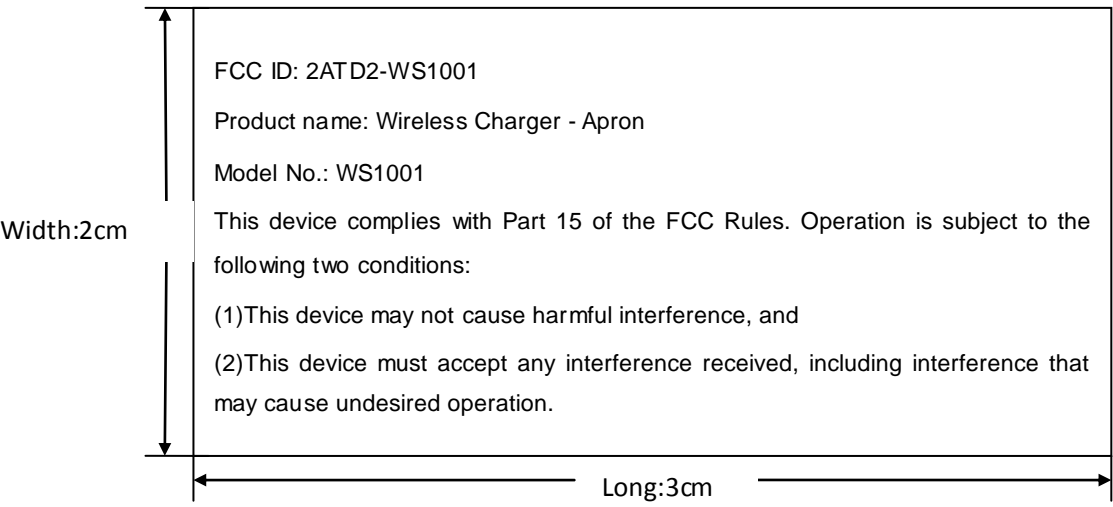 FCC ID: 2ATD2-WS1001
Product name: Wireless Charger - Apron
Model No.: WS1001
Width:2cm
This device complies with Part 15 of the FCC Rules. Operation is subject to the
following two conditions:
(1)This device may not cause harmful interference, and
(2)This device must accept any interference received, including interference that
may cause undesired operation.
Long:3cm